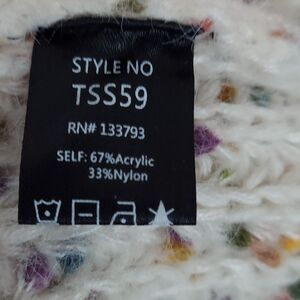 STYLE NO
TSS59
RN# 133793
SELF: 67%Acrylic
33%Nylon